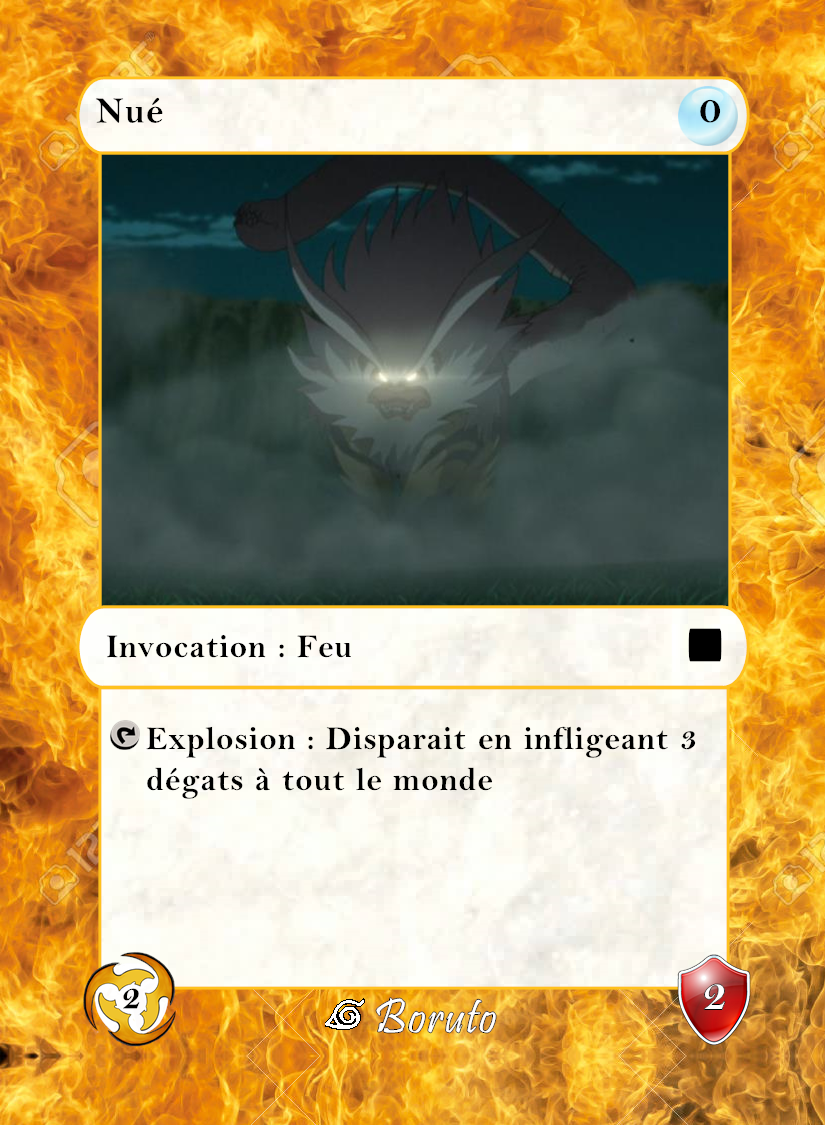 Nué
0
Invocation : Feu
Explosion : Disparait en infligeant 3
dégats à tout le monde
2
2
Boruto